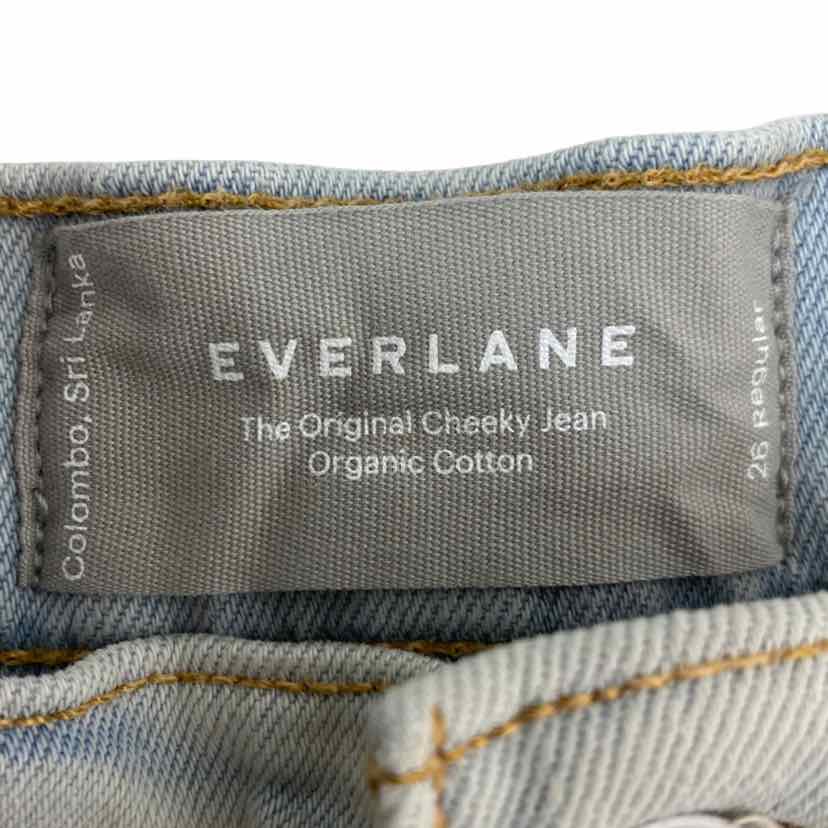 Colombo, Sri Lanka
EVERLANE
The Original Cheeky Jean
Organic Cotton
26 Regular